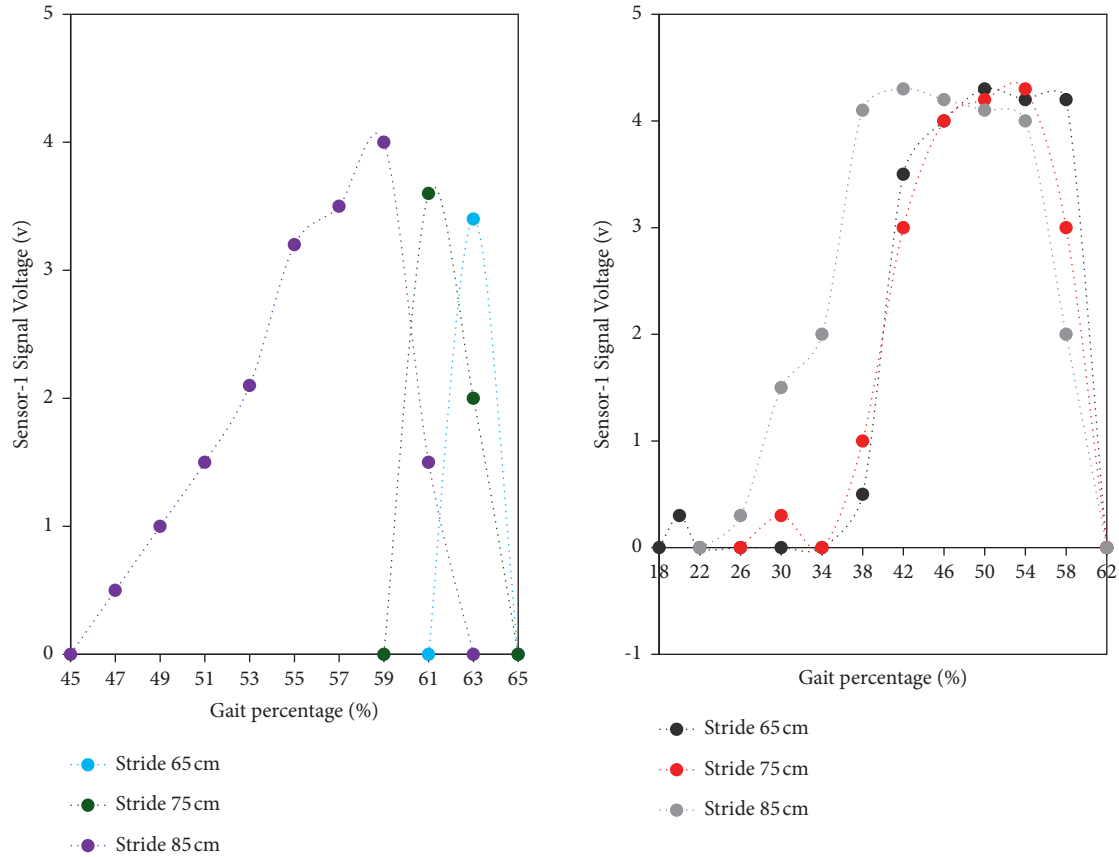 5
4
3
2
1
0
Sensor-1 Signal Voltage (v)
45 47 49 51 53 55 57 59 61 63 65
Gait percentage (%)
Stride 65 cm
Stride 75 cm
Stride 85 cm
5
4
3
2
1
0
-1
Sensor-1 Signal Voltage (v)
18 22 26 30 34 38 42 46 50 54 58 62
Gait percentage (%)
Stride 65 cm
Stride 75 cm
Stride 85 cm